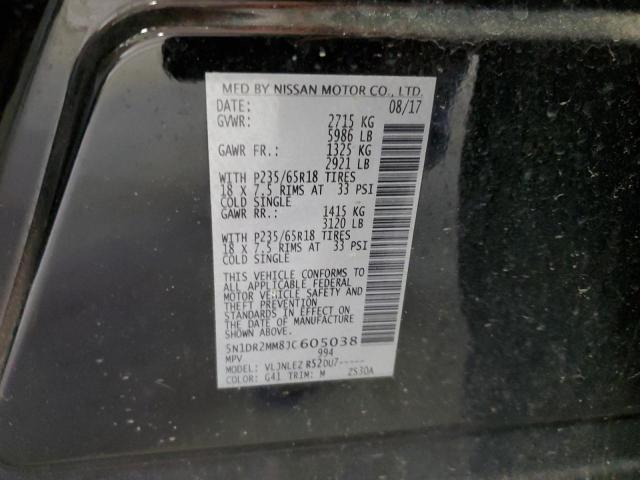 MFD BY NISSAN MOTOR CO., LTD.
DATE: 08/17
GVWR: 2715 KG
5986 LB
GAWR FR.: 1325 KG
2921 LB
WITH P235/65R18 TIRES
18 X 7.5 RIMS AT 33 PSI
COLD SINGLE
GAWR RR.: 1415 KG
3120 LB
WITH P235/65R18 TIRES
18 X 7.5 RIMS AT 33 PSI
COLD SINGLE
THIS VEHICLE CONFORMS TO
ALL APPLICABLE FEDERAL
MOTOR VEHICLE SAFETY AND
THEFT PREVENTION
STANDARDS IN EFFECT ON
THE DATE OF MANUFACTURE
SHOWN ABOVE.
5N1DR2MM8JC605038
MPV 994
MODEL: VLJNLEZ R52DU7-----
COLOR: G41 TRIM: M ZS30A